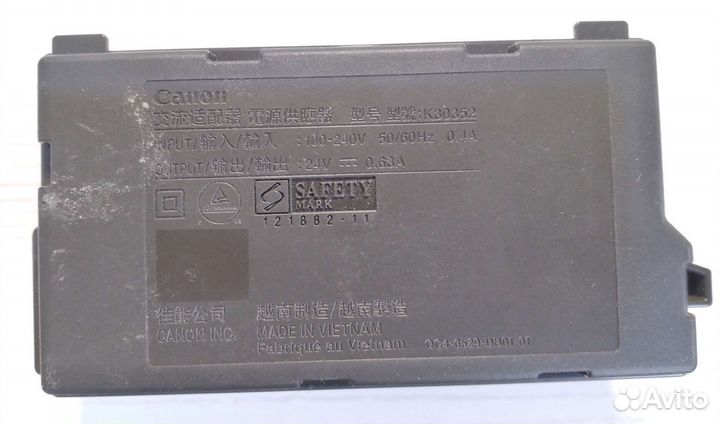 Canon
交流适配器 電源供應器 型号 型號:K30352
INPUT/输入/輸入 :100-240V 50/60Hz 0.4A
OUTPUT/输出/輸出 :24V ⎓ 0.63A
SAFETY
MARK
121882-11
佳能公司 越南制造/越南製造
CANON INC. MADE IN VIETNAM
Fabriqué au Vietnam QC4-6529-DS01-01
Avito